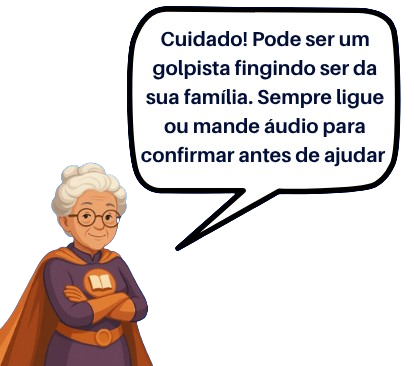 Cuidado! Pode ser um
golpista fingindo ser da
sua família. Sempre ligue
ou mande áudio para
confirmar antes de ajudar